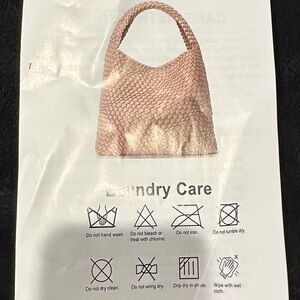 Laundry Care
Do not hand wash
Do not bleach or
treat with chlorine.
Do not iron.
Do not tumble dry
Do not dry clean.
Do not wring dry.
Drip dry in shade.
Wipe with wet
cloth.